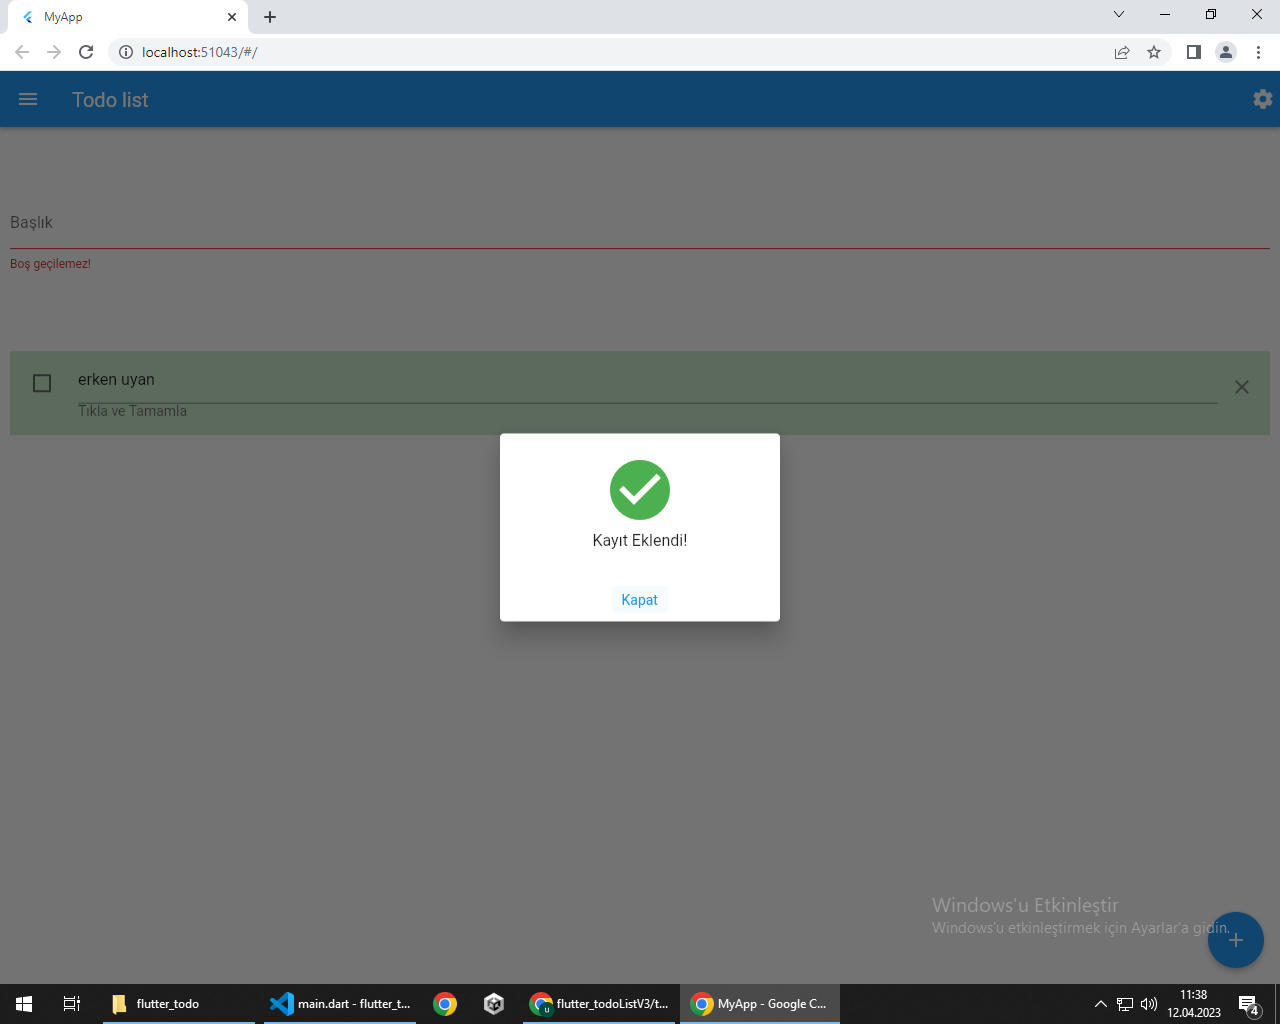 MyApp
localhost:51043/#/
Todo list
Başlık
Boş geçilemez!
erken uyan
Tıkla ve Tamamla
Kayıt Eklendi!
Kapat
Windows'u Etkinleştir
Windows'u etkinleştirmek için Ayarlar'a gidin.
flutter_todo
main.dart - flutter_t...
u
flutter_todoListV3/t...
MyApp - Google C...
11:38
12.04.2023
4